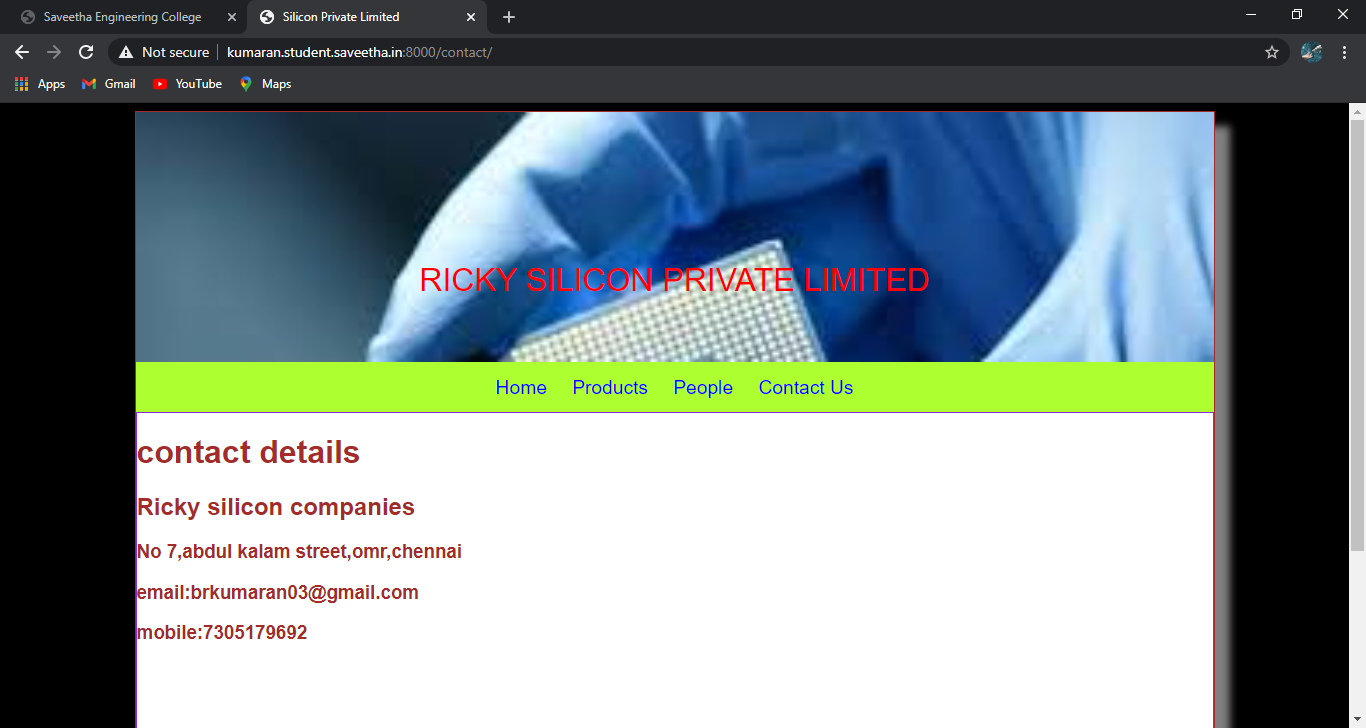 Saveetha Engineering College
Silicon Private Limited
Not secure
kumaran.student.saveetha.in:8000/contact/
Apps
Gmail
YouTube
Maps
RICKY SILICON PRIVATE LIMITED
Home Products People Contact Us
contact details
Ricky silicon companies
No 7,abdul kalam street,omr,chennai
email:brkumaran03@gmail.com
mobile:7305179692